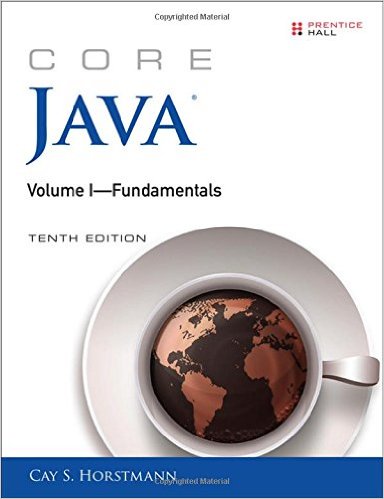 Copyrighted Material
PRENTICE
HALL
CORE
JAVA®
Volume I—Fundamentals
TENTH EDITION
CAY S. HORSTMANN
Copyrighted Material